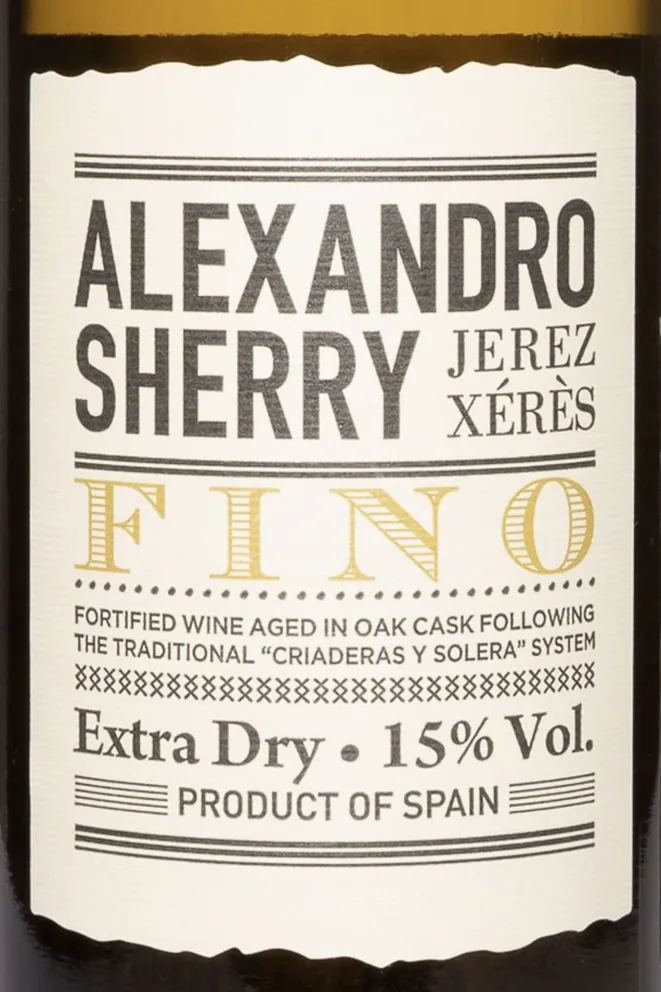 ALEXANDRO
SHERRY JEREZ
XÉRÈS
FINO
FORTIFIED WINE AGED IN OAK CASK FOLLOWING
THE TRADITIONAL “CRIADERAS Y SOLERA” SYSTEM
Extra Dry • 15% Vol.
PRODUCT OF SPAIN